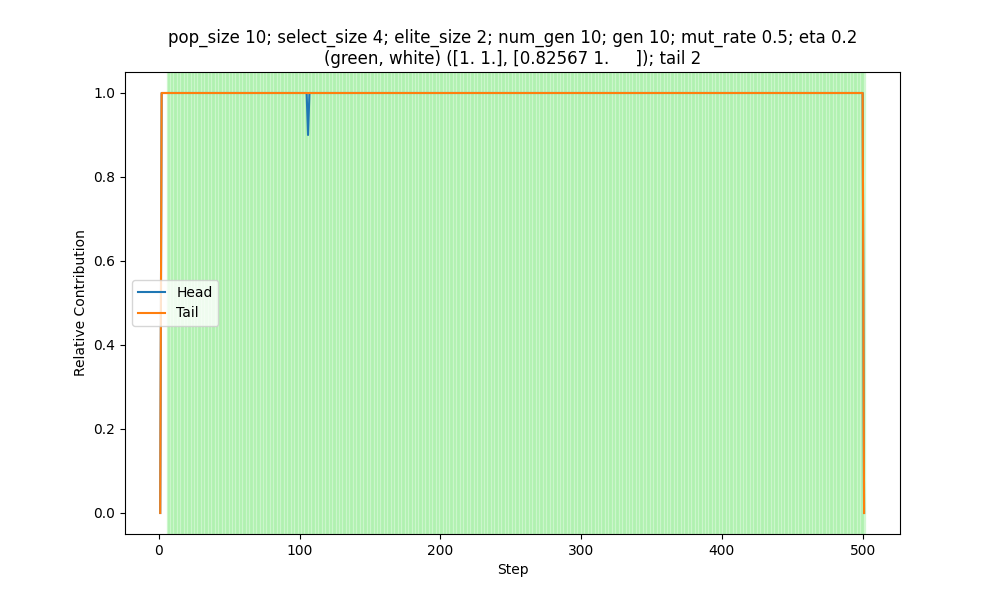 pop_size 10; select_size 4; elite_size 2; num_gen 10; gen 10; mut_rate 0.5; eta 0.2
(green, white) ([1. 1.], [0.82567 1.     ]); tail 2
1.0
0.8
0.6
0.4
0.2
0.0
Relative Contribution
Head
Tail
0 100 200 300 400 500
Step